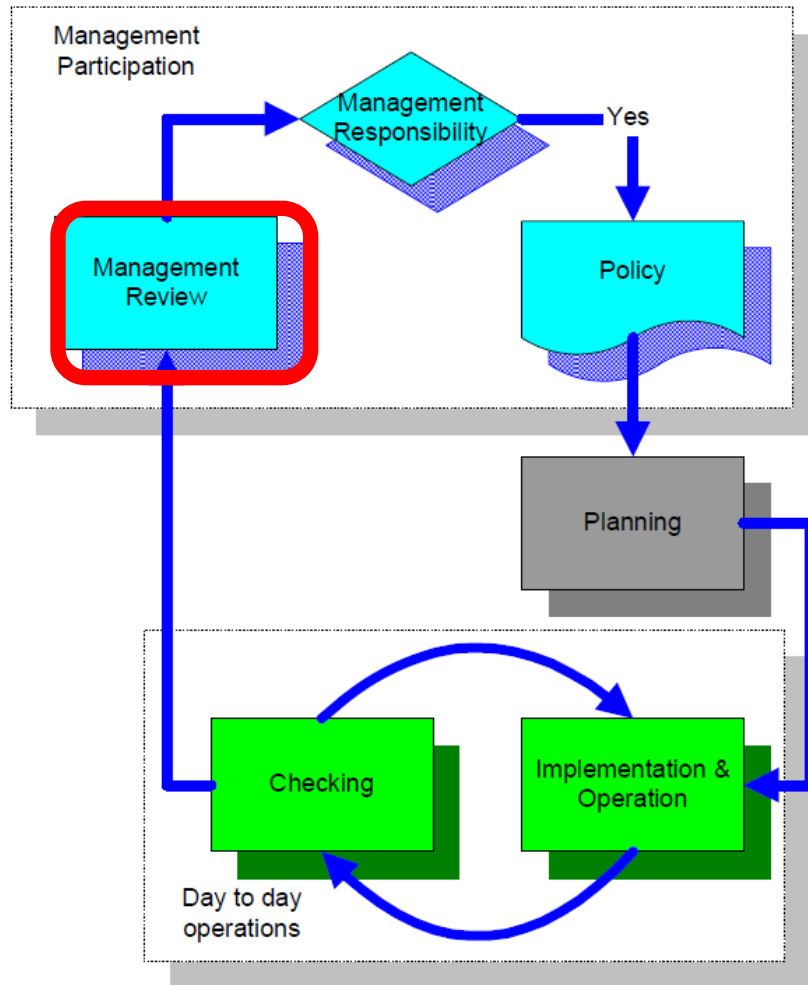 Management
Participation
Management
Responsibility
Yes
Management
Review
Policy
Planning
Checking
Implementation &
Operation
Day to day
operations